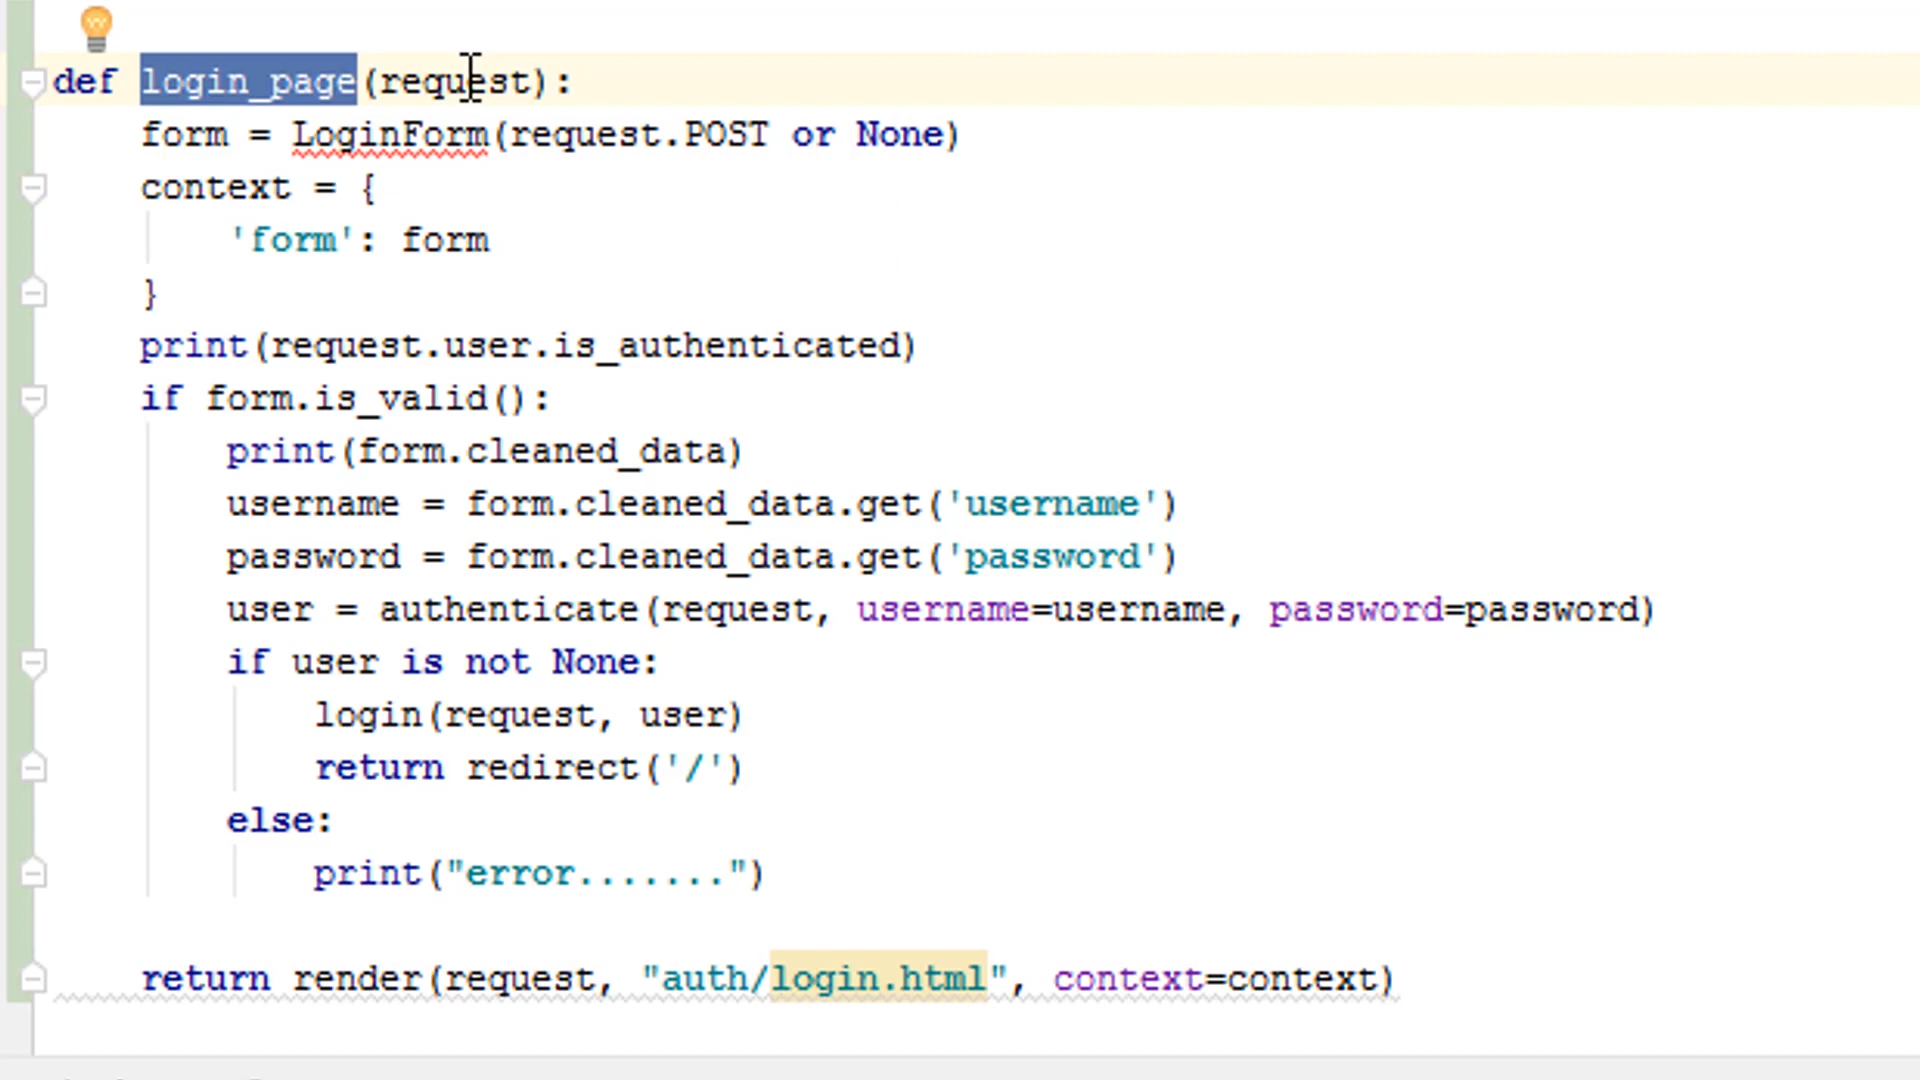 def login_page(request):
    form = LoginForm(request.POST or None)
    context = {
        'form': form
    }
    print(request.user.is_authenticated)
    if form.is_valid():
        print(form.cleaned_data)
        username = form.cleaned_data.get('username')
        password = form.cleaned_data.get('password')
        user = authenticate(request, username=username, password=password)
        if user is not None:
            login(request, user)
            return redirect('/')
        else:
            print("error.......")
    return render(request, "auth/login.html", context=context)